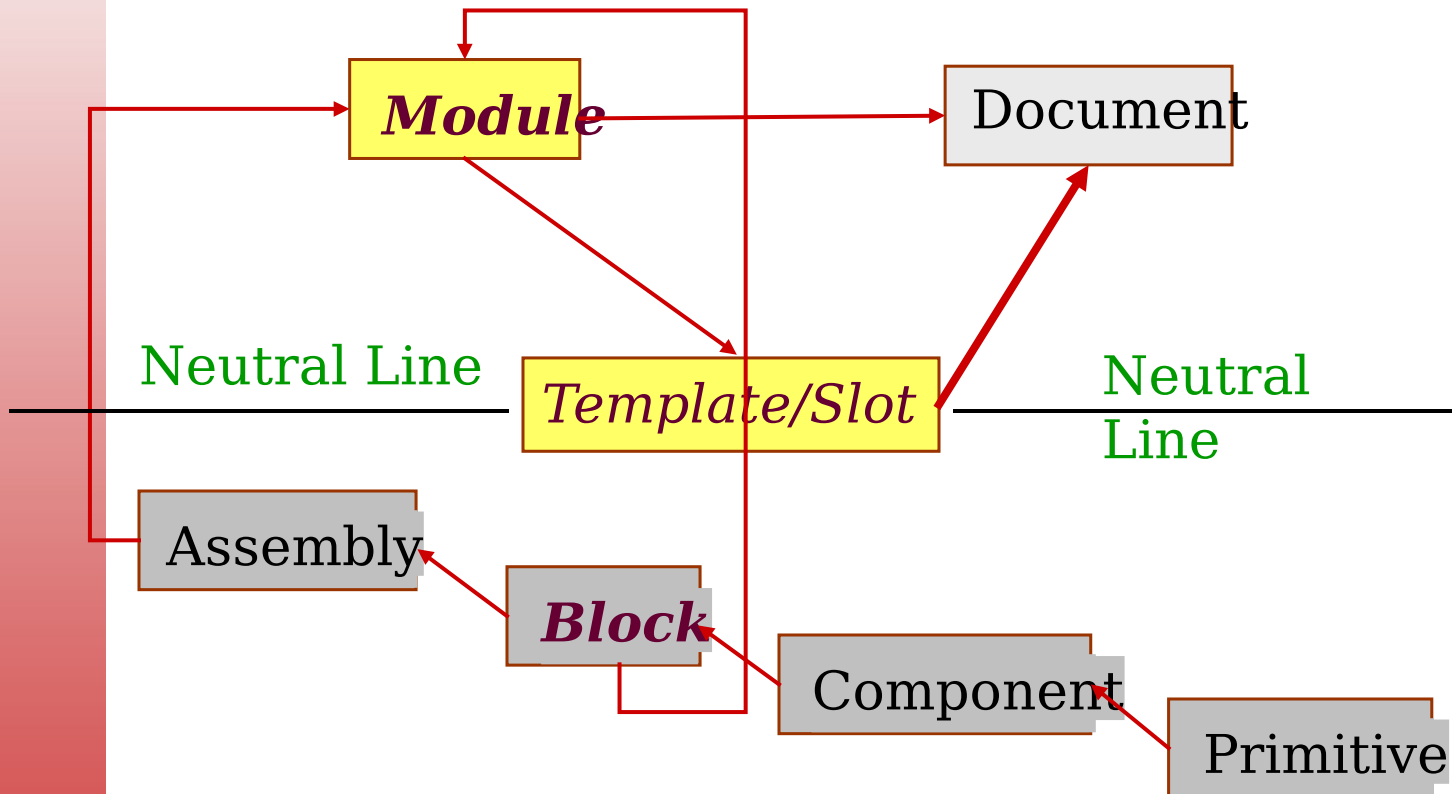 Module
Document
Neutral Line
Neutral
Line
Template/Slot
Assembly
Block
Component
Primitive